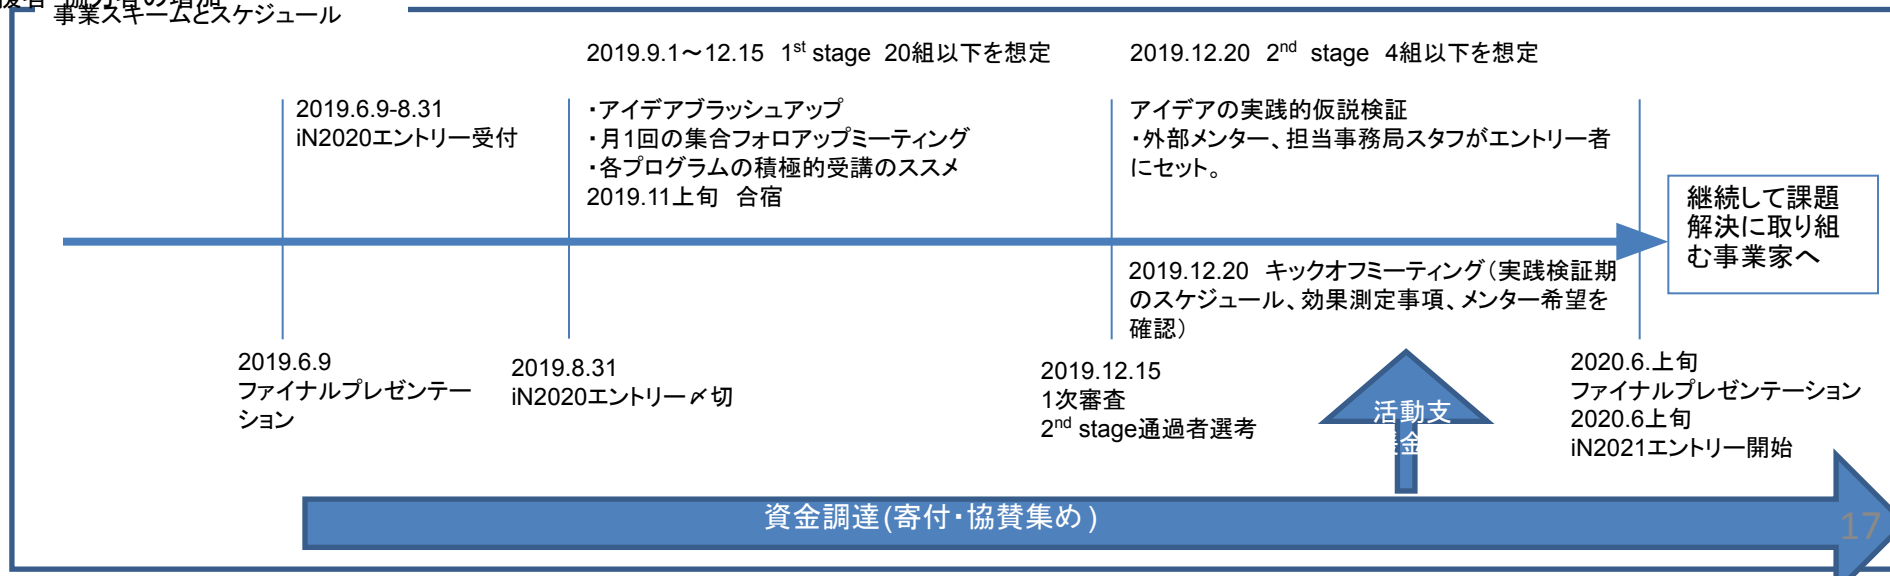 協力者の増加
事業スキームとスケジュール
2019.9.1～12.15 1st stage 20組以下を想定
2019.12.20 2nd stage 4組以下を想定
2019.6.9-8.31
iN2020エントリー受付
・アイデアブラッシュアップ
・月1回の集合フォロアップミーティング
・各プログラムの積極的受講のススメ
2019.11上旬 合宿
アイデアの実践的仮説検証
・外部メンター、担当事務局スタッフがエントリー者
にセット。
継続して課題
解決に取り組
む事業家へ
2019.12.20 キックオフミーティング（実践検証期
のスケジュール、効果測定事項、メンター希望を
確認）
2019.6.9
ファイナルプレゼンテー
ション
2019.8.31
iN2020エントリー〆切
2019.12.15
1次審査
2nd stage通過者選考
活動支
金
2020.6.上旬
ファイナルプレゼンテーション
2020.6上旬
iN2021エントリー開始
資金調達(寄付・協賛集め)
17